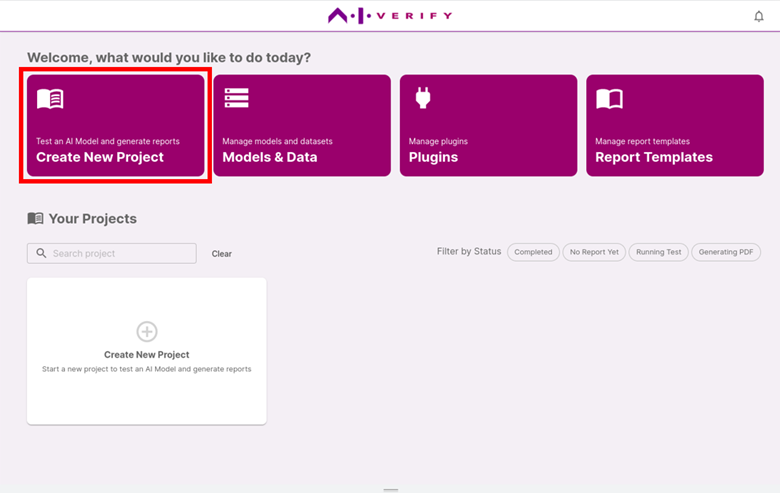 AI VERIFY
Welcome, what would you like to do today?
Test an AI Model and generate reports
Create New Project
Manage models and datasets
Models & Data
Manage plugins
Plugins
Manage report templates
Report Templates
Your Projects
Search project
Clear
Filter by Status
Completed
No Report Yet
Running Test
Generating PDF
Create New Project
Start a new project to test an AI Model and generate reports